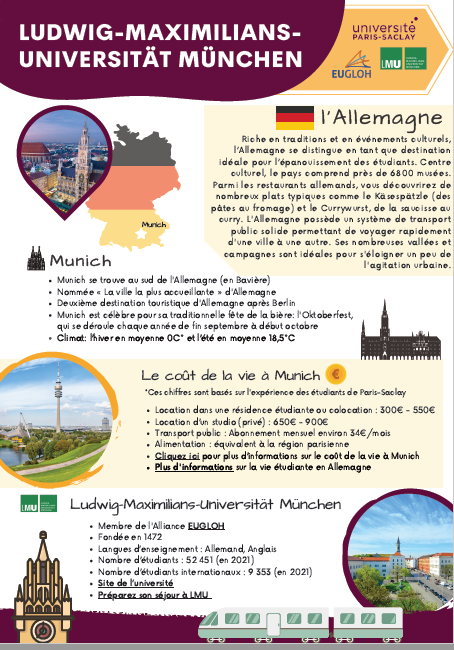 LUDWIG-MAXIMILIANS-
UNIVERSITÄT MÜNCHEN
université
PARIS-SACLAY
EUGLOH
LMU
l'Allemagne
Riche en traditions et en événements culturels,
l'Allemagne se distingue en tant que destination
idéale pour l'épanouissement des étudiants. Centre
culturel, le pays comprend près de 6800 musées.
Parmi les restaurants allemands, vous découvrirez de
nombreux plats typiques comme le Käsespätzle (des
pâtes au fromage) et le Currywurst, de la saucisse au
curry. L'Allemagne possède un système de transport
public solide permettant de voyager rapidement
d'une ville à une autre. Ses nombreuses vallées et
campagnes sont idéales pour s'éloigner un peu de
l'agitation urbaine.
Munich
Munich
Munich se trouve au sud de l'Allemagne (en Bavière)
Nommée « La ville la plus accueillante » d'Allemagne
Deuxième destination touristique d'Allemagne après Berlin
Munich est célèbre pour sa traditionnelle fête de la bière: l'Oktoberfest,
qui se déroule chaque année de fin septembre à début octobre
Climat: l'hiver en moyenne 0C° et l'été en moyenne 18,5°C
Le coût de la vie à Munich
€
*Ces chiffres sont basés sur l'expérience des étudiants de Paris-Saclay
Location dans une résidence étudiante ou colocation : 300€ - 550€
Location d'un studio (privé) : 650€ - 900€
Transport public : Abonnement mensuel environ 34€/mois
Alimentation : équivalente à la région parisienne
Cliquez ici pour plus d'informations sur le coût de la vie à Munich
Plus d'informations sur la vie étudiante en Allemagne
LMU
Ludwig-Maximilians-Universität München
Membre de l'Alliance EUGLOH
Fondée en 1472
Langues d'enseignement : Allemand, Anglais
Nombre d'étudiants : 52 451 (en 2021)
Nombre d'étudiants internationaux : 9 353 (en 2021)
Site de l'université
Préparez son séjour à LMU